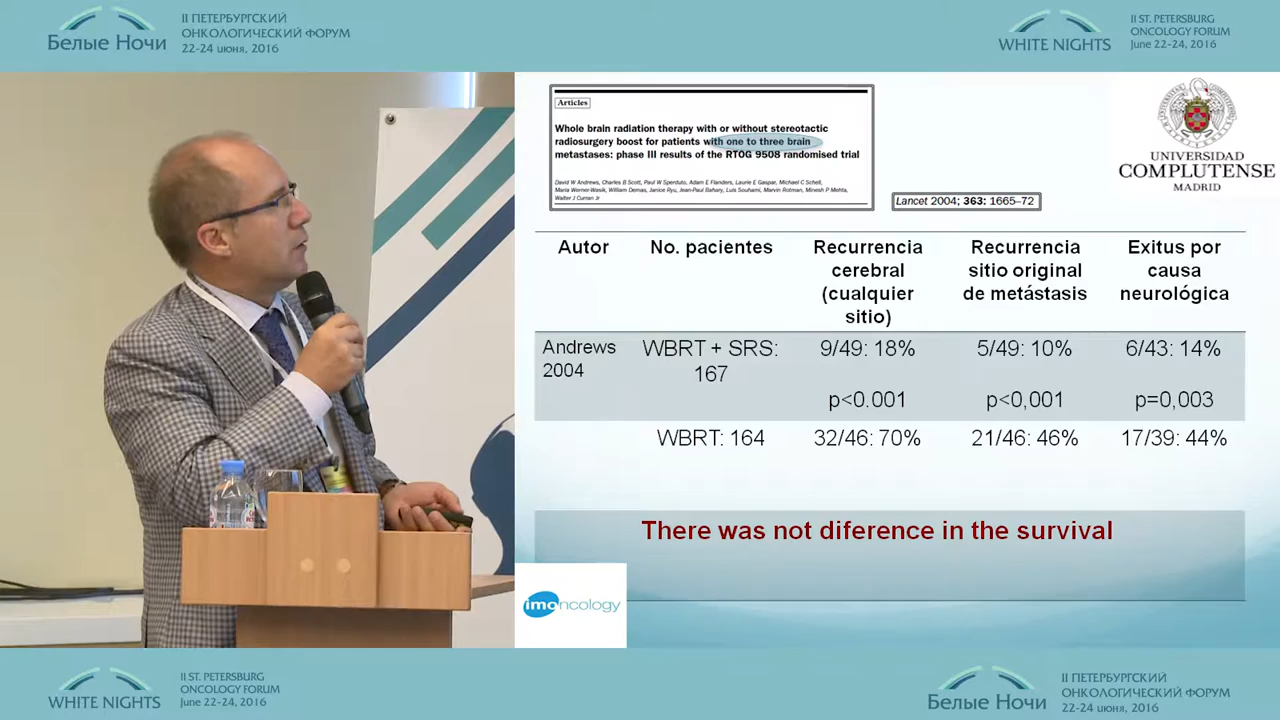 II ПЕТЕРБУРГСКИЙ
ОНКОЛОГИЧЕСКИЙ ФОРУМ
Белые Ночи
22-24 июня, 2016
II ST. PETERSBURG
ONCOLOGY FORUM
WHITE NIGHTS
June 22-24, 2016
Articles
Whole brain radiation therapy with or without stereotactic
radiosurgery boost for patients with one to three brain
metastases: phase III results of the RTOG 9508 randomised trial
David W Andrews, Charles B Scott, Paul W Sperduto, Adam E Flanders, Laurie E Gaspar, Michael C Schell,
Maria Werner-Wasik, William Demas, Janice Ryu, Jean-Paul Bahary, Luis Souhami, Marvin Rotman, Minesh P Mehta,
Walter J Curran Jr
Lancet 2004; 363: 1665–72
UNIVERSIDAD
COMPLUTENSE
MADRID
Autor No. pacientes Recurrencia Recurrencia Exitus por
cerebral sitio original causa
(cualquier de metástasis neurológica
sitio)
Andrews WBRT + SRS: 9/49: 18% 5/49: 10% 6/43: 14%
2004 167
p<0.001 p<0,001 p=0,003
WBRT: 164 32/46: 70% 21/46: 46% 17/39: 44%
There was not diference in the survival
imoncology
II ST. PETERSBURG
ONCOLOGY FORUM
WHITE NIGHTS
June 22-24, 2016
II ПЕТЕРБУРГСКИЙ
ОНКОЛОГИЧЕСКИЙ ФОРУМ
Белые Ночи
22-24 июня, 2016